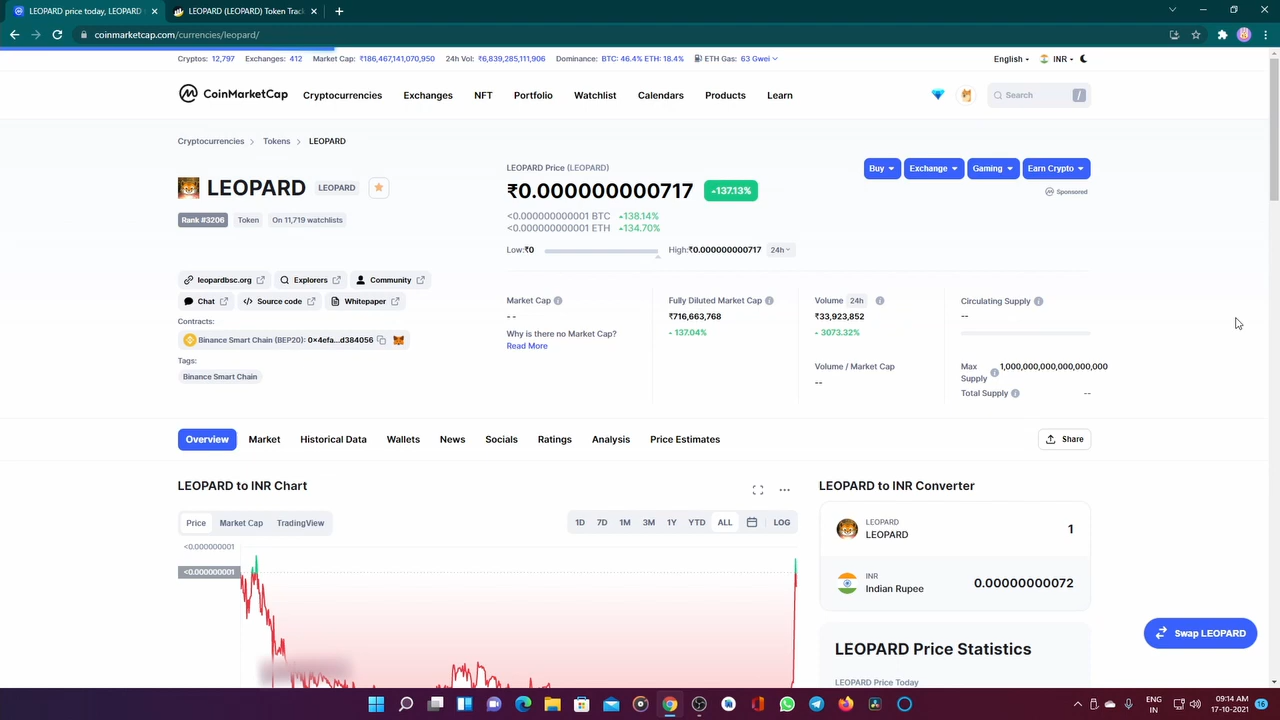 LEOPARD price today, LEOPARD t
Leopard (LEOPARD) Token Track
coinmarketcap.com/currencies/leopard/
Cryptos: 12,797 Exchanges: 412 Market Cap: ₹186,467,141,070,950 24h Vol: ₹6,839,285,111,906 Dominance: BTC: 46.4% ETH: 18.4% ETH Gas: 63 Gwei
English INR
CoinMarketCap Cryptocurrencies Exchanges NFT Portfolio Watchlist Calendars Products Learn
Search /
Cryptocurrencies > Tokens > LEOPARD
LEOPARD LEOPARD
Rank #3206 Token On 11,719 watchlists
leopardbsc.org Explorers Community
Chat Source code Whitepaper
Contracts:
Binance Smart Chain (BEP20): 0x4efa...d384056
Tags:
Binance Smart Chain
LEOPARD Price (LEOPARD)
₹0.000000000717 137.13%
<0.000000000001 BTC 138.14%
<0.000000000001 ETH 134.70%
Low:₹0 High:₹0.000000000717 24h
Buy Exchange Gaming Earn Crypto
Sponsored
Market Cap
- -
Why is there no Market Cap?
Read More
Fully Diluted Market Cap
₹716,663,768
137.04%
Volume 24h
₹33,923,852
3073.32%
Volume / Market Cap
--
Circulating Supply
--
Max Supply 1,000,000,000,000,000,000
Total Supply --
Overview Market Historical Data Wallets News Socials Ratings Analysis Price Estimates
Share
LEOPARD to INR Chart
Price Market Cap TradingView
1D 7D 1M 3M 1Y YTD ALL LOG
<0.000000001
<0.000000001
LEOPARD to INR Converter
LEOPARD
LEOPARD 1
INR
Indian Rupee 0.00000000072
LEOPARD Price Statistics
LEOPARD Price Today
Swap LEOPARD
ENG
IN
09:14 AM
17-10-2021
16